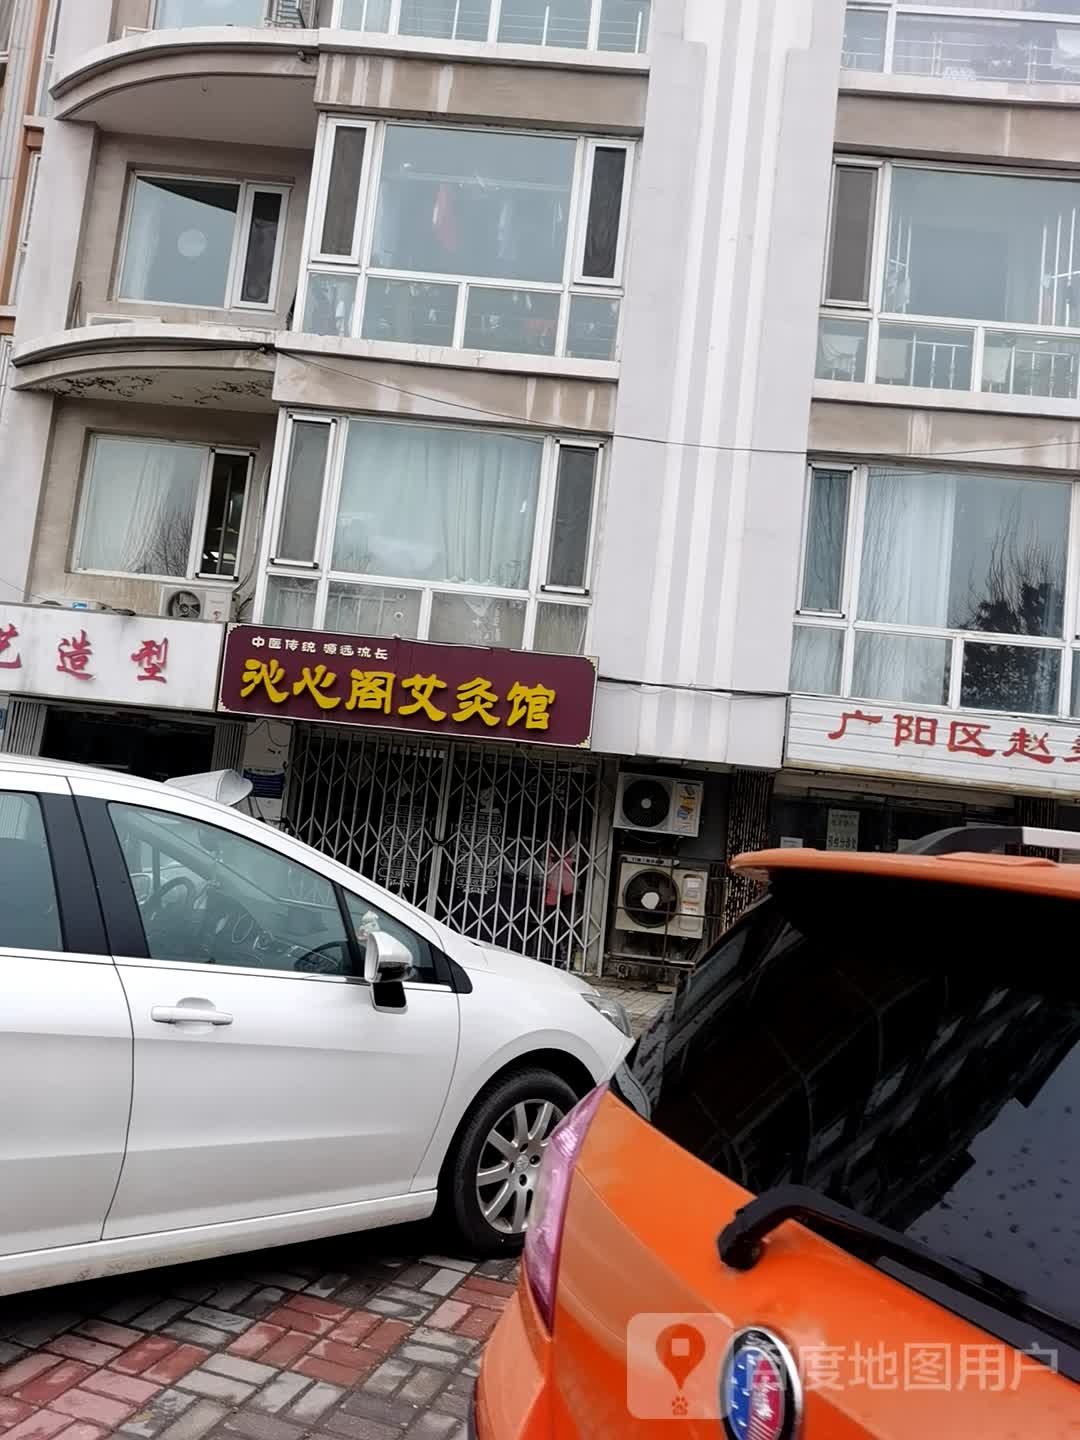 艺造型
中医传统 源远流长
沁心阁艾灸馆
广阳区赵
百度地图用户